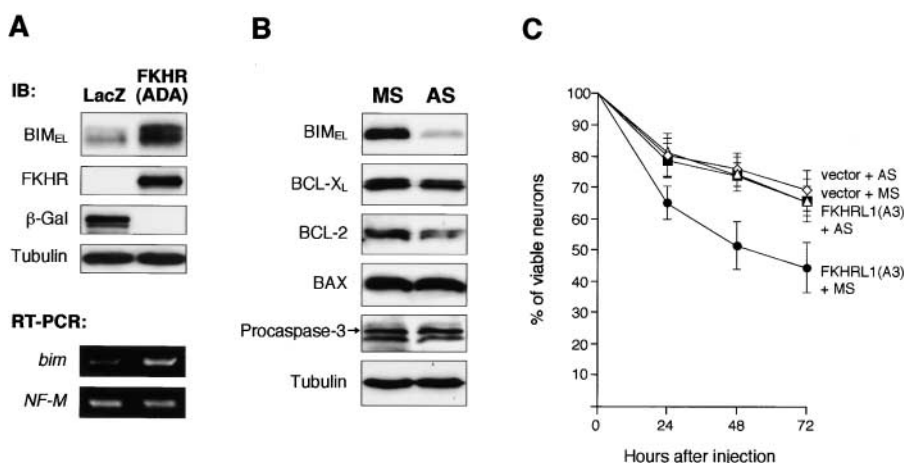 A
IB:
LacZ
FKHR
(ADA)
BIMEL
FKHR
β-Gal
Tubulin
RT-PCR:
bim
NF-M
B
MS AS
BIMEL
BCL-XL
BCL-2
BAX
Procaspase-3→
Tubulin
C
% of viable neurons
100
90
80
70
60
50
40
30
20
10
0 24 48 72
Hours after injection
vector + AS
vector + MS
FKHRL1(A3)
+ AS
FKHRL1(A3)
+ MS